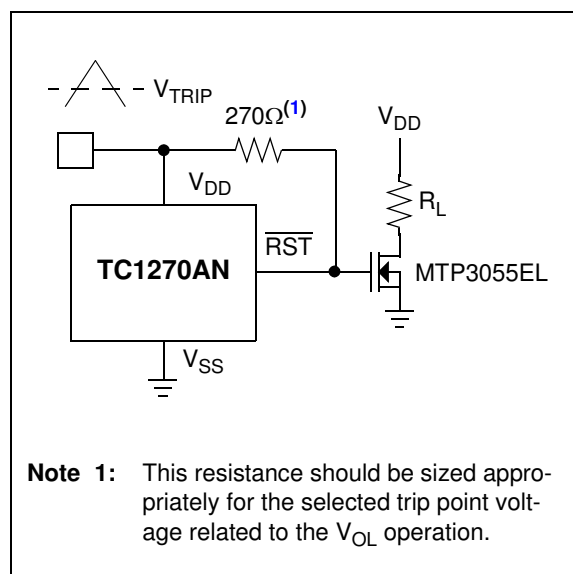 V_TRIP
270Ω(1)
V_DD
V_DD
R_L
R̅S̅T̅
TC1270AN
MTP3055EL
V_SS
Note 1: This resistance should be sized appro-
priately for the selected trip point volt-
age related to the V_OL operation.